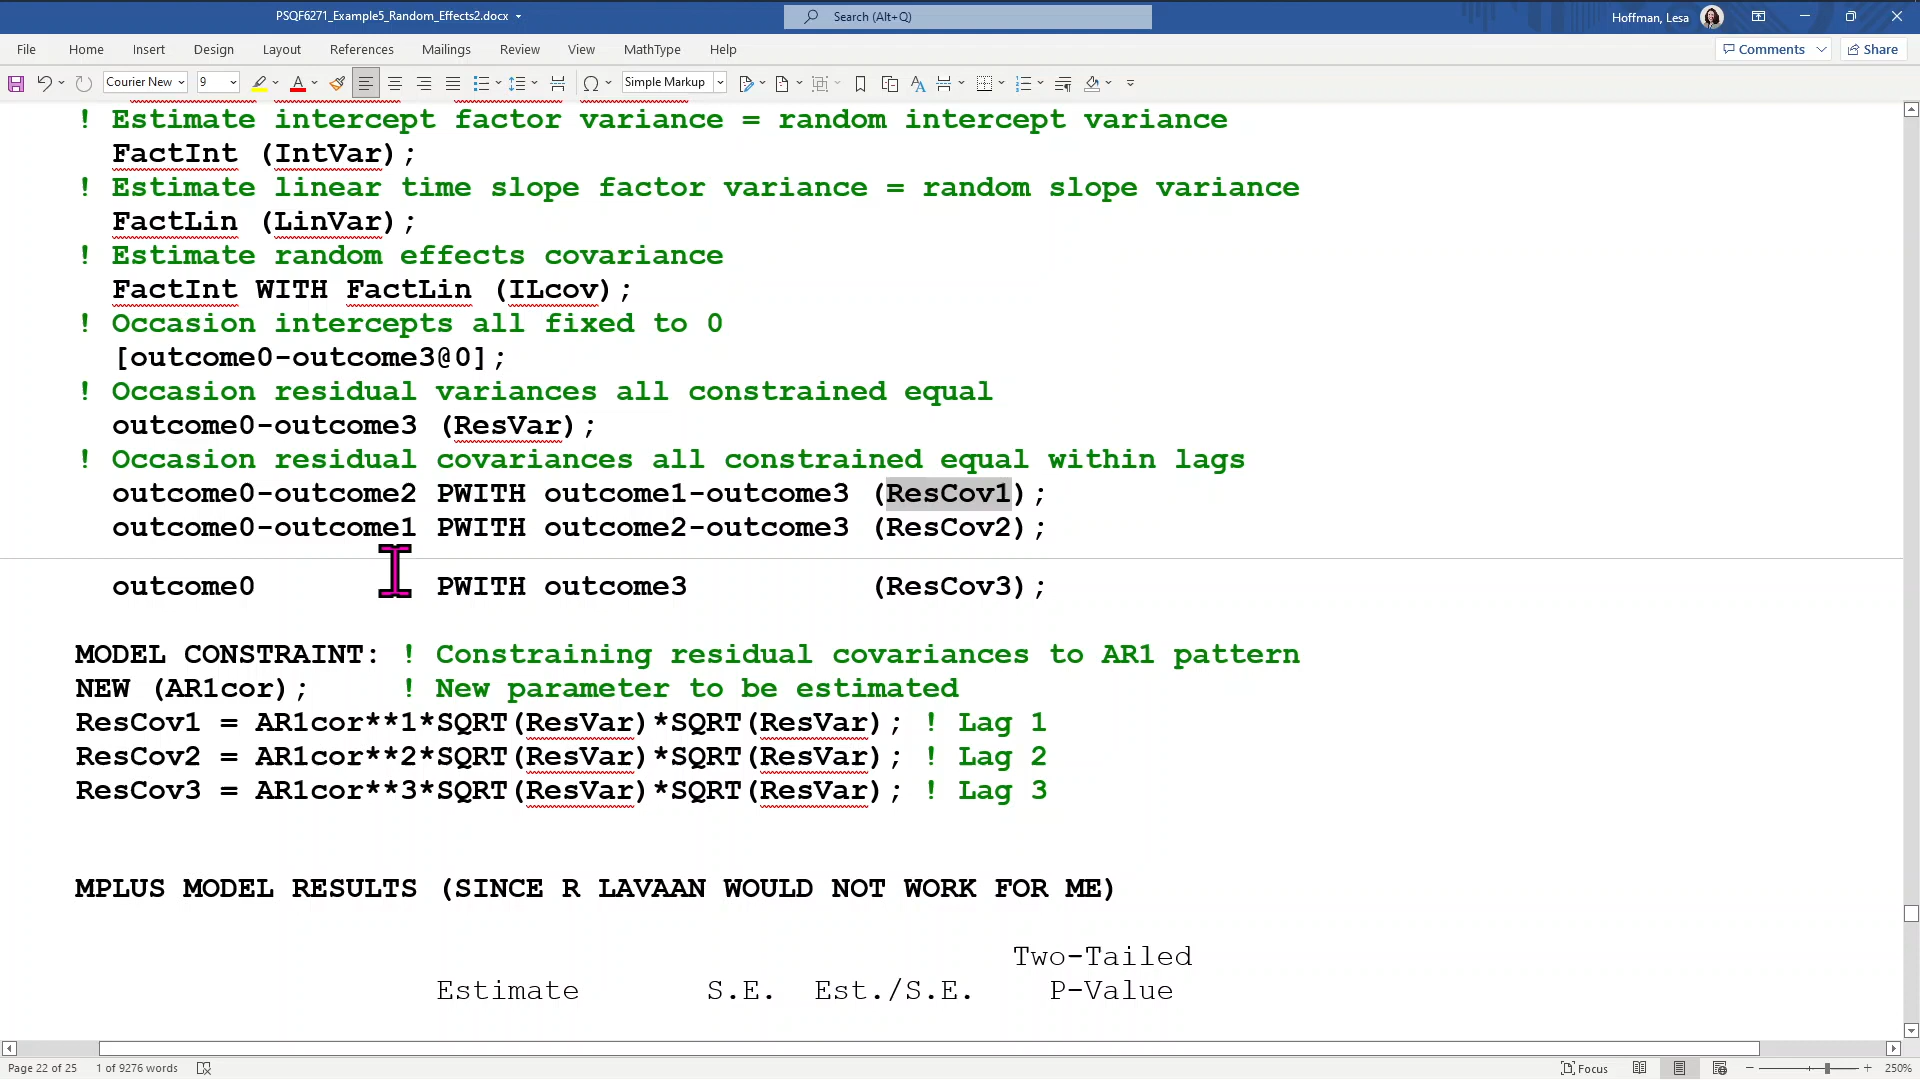 PSQF6271_Example5_Random_Effects2.docx
Search (Alt+Q)
Hoffman, Lesa
File Home Insert Design Layout References Mailings Review View MathType Help
Comments Share
Courier New 9 Simple Markup
! Estimate intercept factor variance = random intercept variance
FactInt (IntVar);
! Estimate linear time slope factor variance = random slope variance
FactLin (LinVar);
! Estimate random effects covariance
FactInt WITH FactLin (ILcov);
! Occasion intercepts all fixed to 0
[outcome0-outcome3@0];
! Occasion residual variances all constrained equal
outcome0-outcome3 (ResVar);
! Occasion residual covariances all constrained equal within lags
outcome0-outcome2 PWITH outcome1-outcome3 (ResCov1);
outcome0-outcome1 PWITH outcome2-outcome3 (ResCov2);
outcome0 PWITH outcome3 (ResCov3);
MODEL CONSTRAINT: ! Constraining residual covariances to AR1 pattern
NEW (AR1cor); ! New parameter to be estimated
ResCov1 = AR1cor**1*SQRT(ResVar)*SQRT(ResVar); ! Lag 1
ResCov2 = AR1cor**2*SQRT(ResVar)*SQRT(ResVar); ! Lag 2
ResCov3 = AR1cor**3*SQRT(ResVar)*SQRT(ResVar); ! Lag 3
MPLUS MODEL RESULTS (SINCE R LAVAAN WOULD NOT WORK FOR ME)
Two-Tailed
Estimate S.E. Est./S.E. P-Value
Page 22 of 25 1 of 9276 words Focus 250%